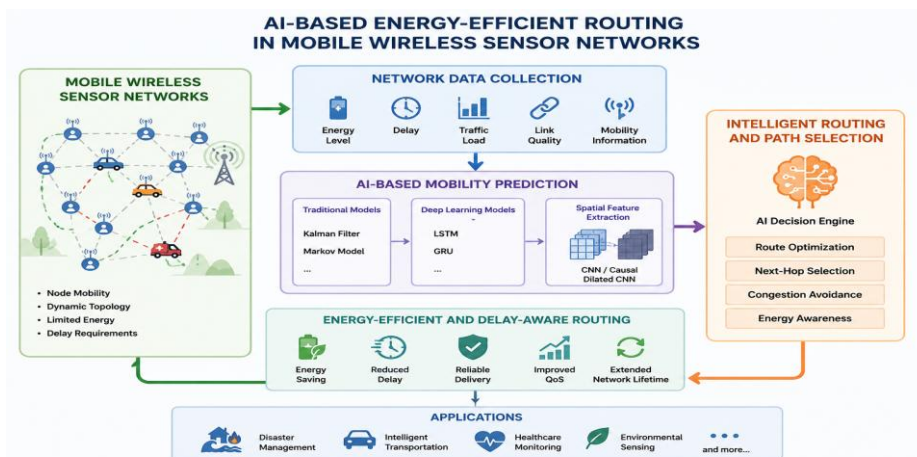 AI-BASED ENERGY-EFFICIENT ROUTING
IN MOBILE WIRELESS SENSOR NETWORKS
MOBILE WIRELESS
SENSOR NETWORKS
• Node Mobility
• Dynamic Topology
• Limited Energy
• Delay Requirements
NETWORK DATA COLLECTION
Energy
Level
Delay
Traffic
Load
Link
Quality
Mobility
Information
AI-BASED MOBILITY PREDICTION
Traditional Models
Kalman Filter
Markov Model
...
Deep Learning Models
-
LSTM
GRU
...
Spatial Feature
Extraction
CNN / Causal
Dilated CNN
INTELLIGENT ROUTING
AND PATH SELECTION
AI Decision Engine
Route Optimization
Next-Hop Selection
Congestion Avoidance
Energy Awareness
ENERGY-EFFICIENT AND DELAY-AWARE ROUTING
Energy
Saving
Reduced
Delay
Reliable
Delivery
Improved
QoS
Extended
Network Lifetime
APPLICATIONS
Disaster
Management
Intelligent
Transportation
Healthcare
Monitoring
Environmental
Sensing
and more...